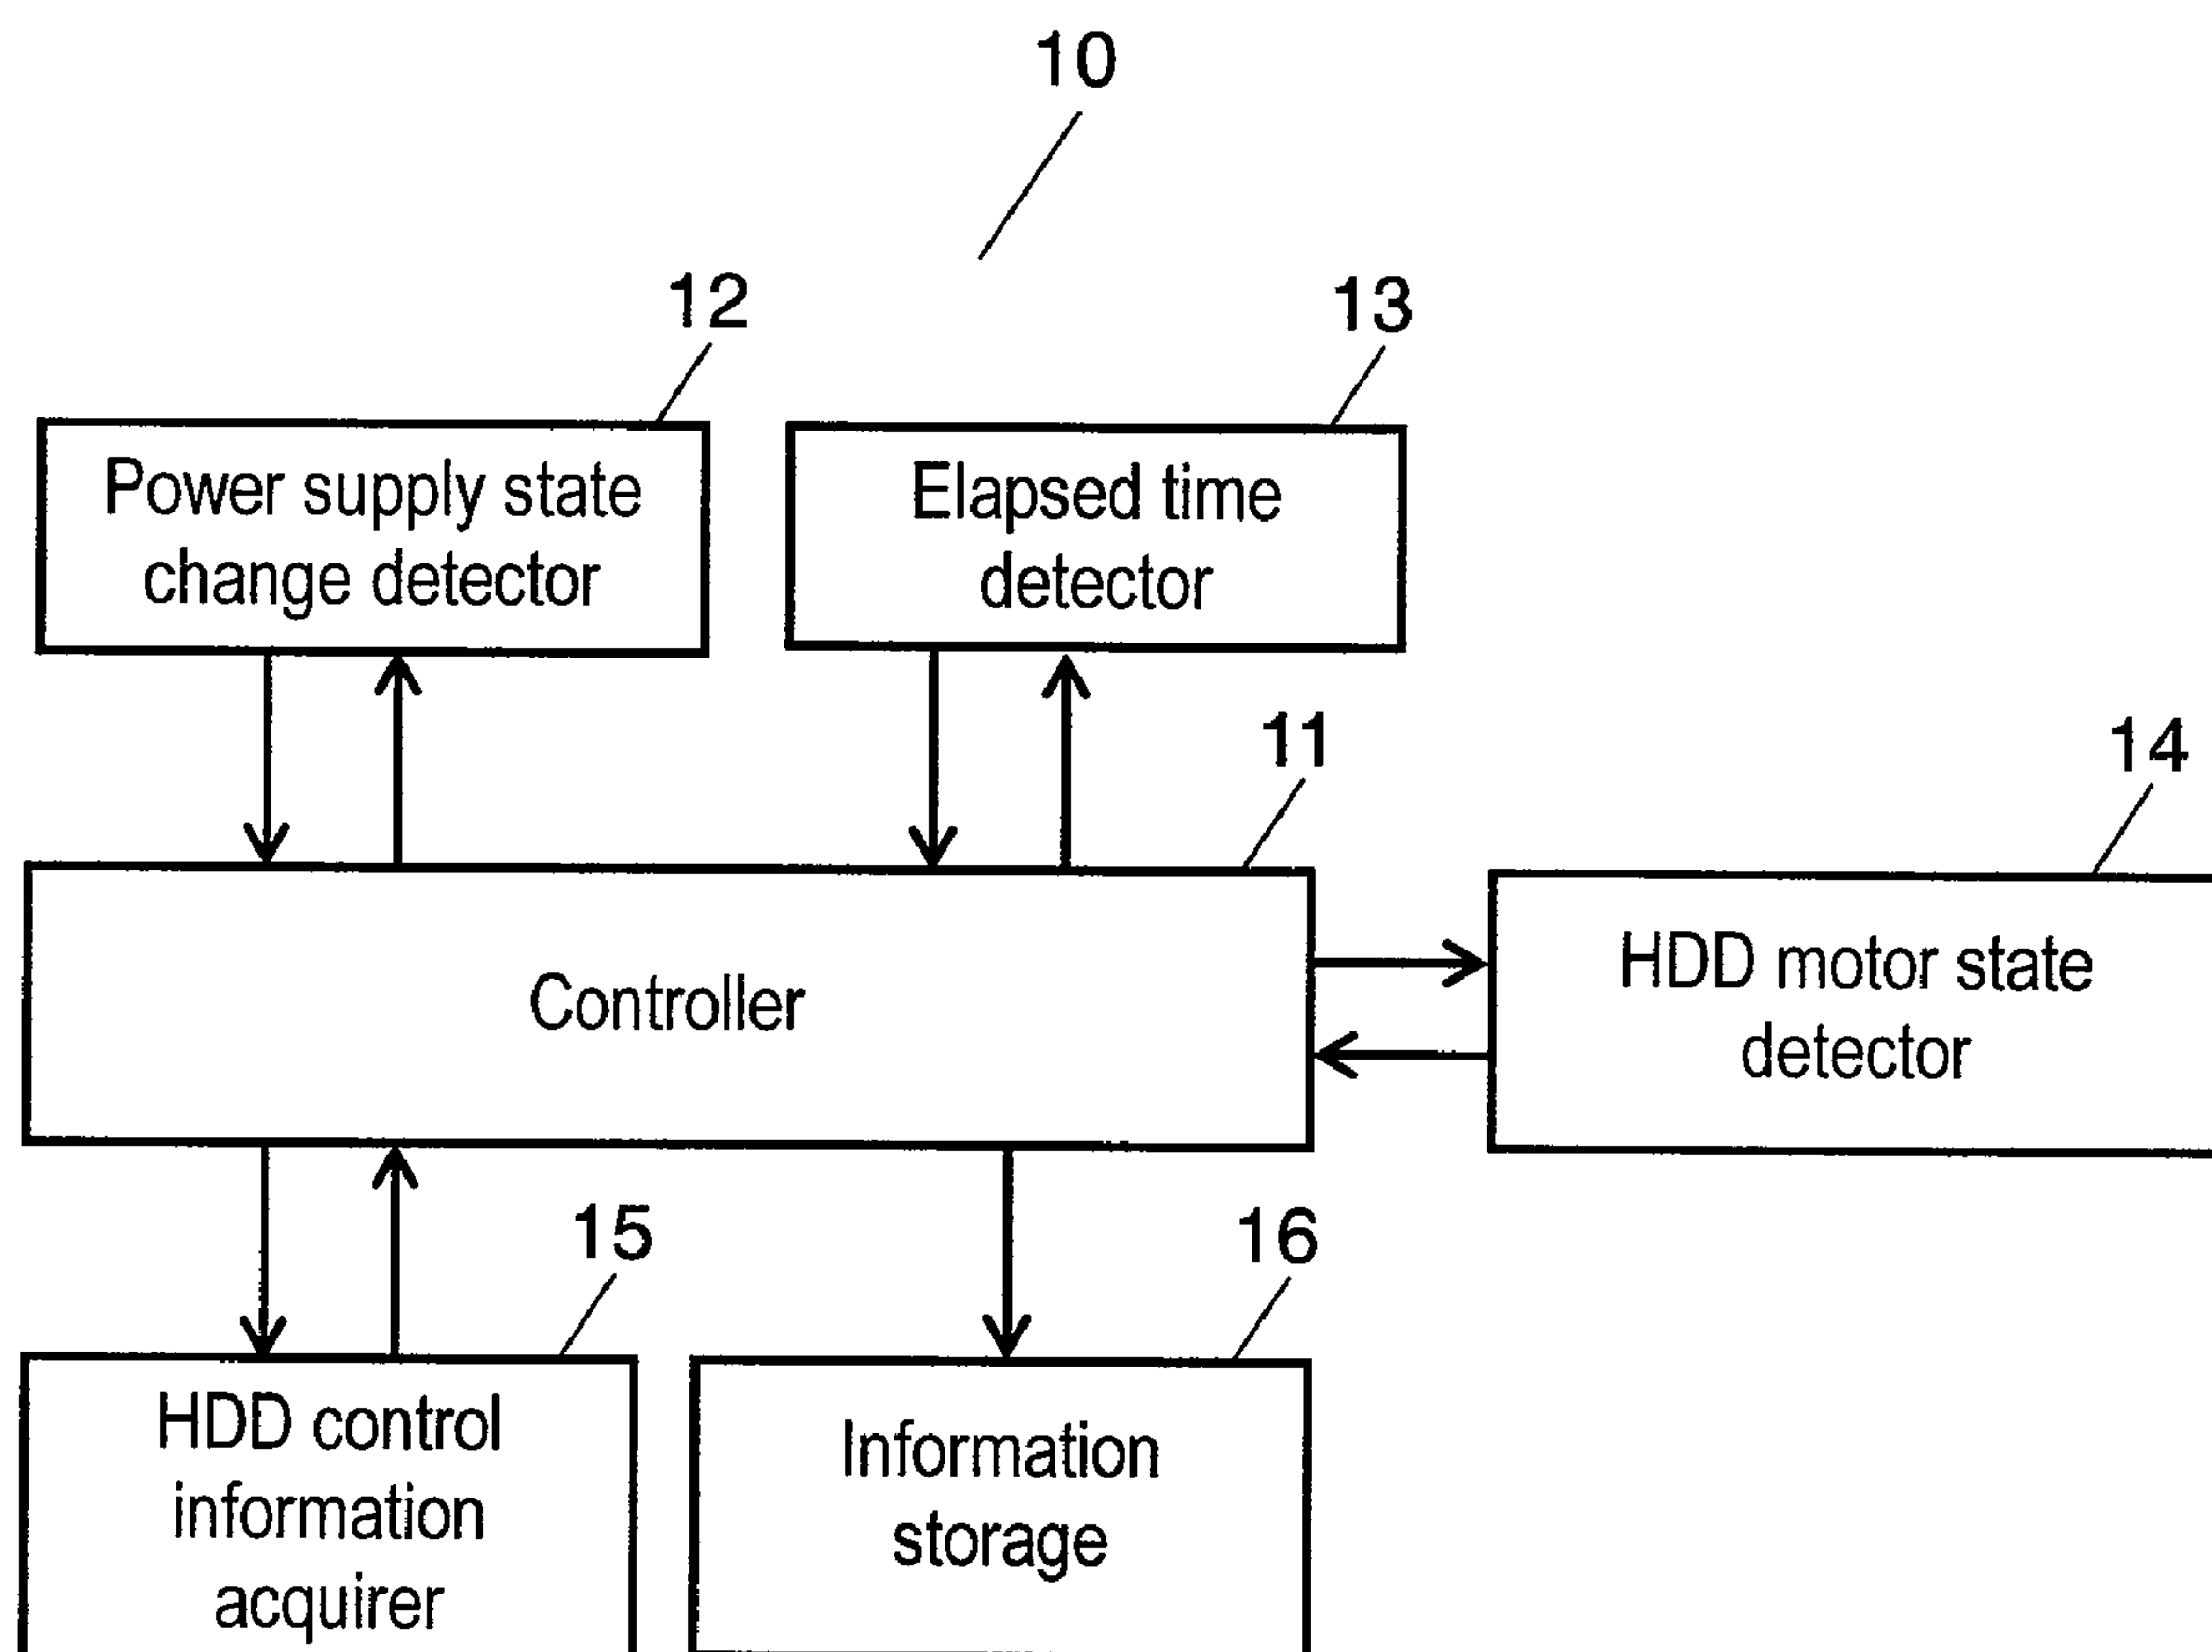 10
12
13
Power supply state
change detector
Elapsed time
detector
11
14
Controller
HDD motor state
detector
15
16
HDD control
information
acquirer
Information
storage